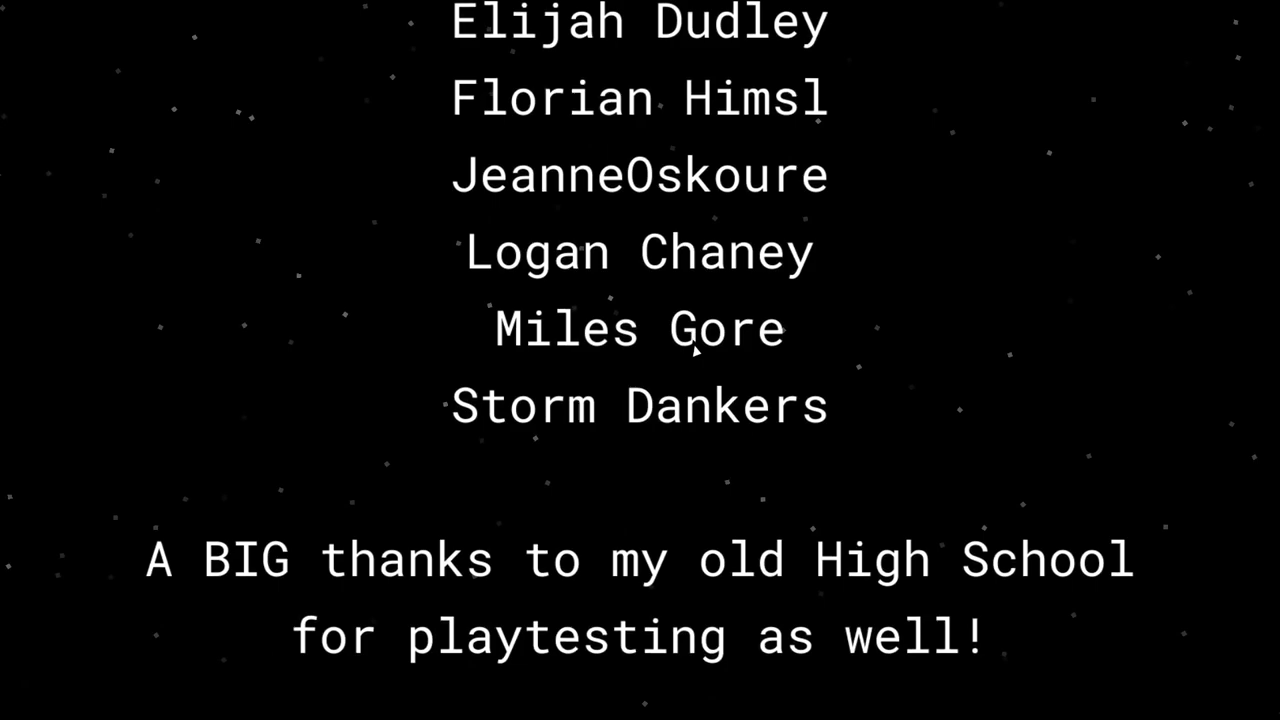 Elijah Dudley
Florian Himsl
JeanneOskoure
Logan Chaney
Miles Gore
Storm Dankers
A BIG thanks to my old High School
for playtesting as well!